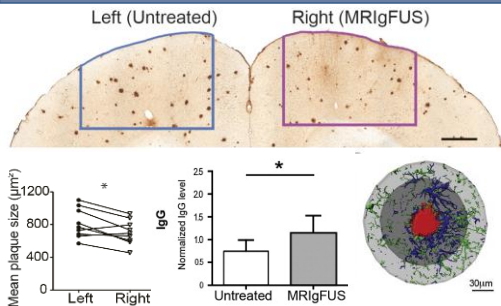 Left (Untreated)
Right (MRIgFUS)
Mean plaque size (µm²)
1200
800
400
*
Left
Right
IgG
Normalized IgG level
25
20
15
10
5
0
*
Untreated
MRIgFUS
30µm